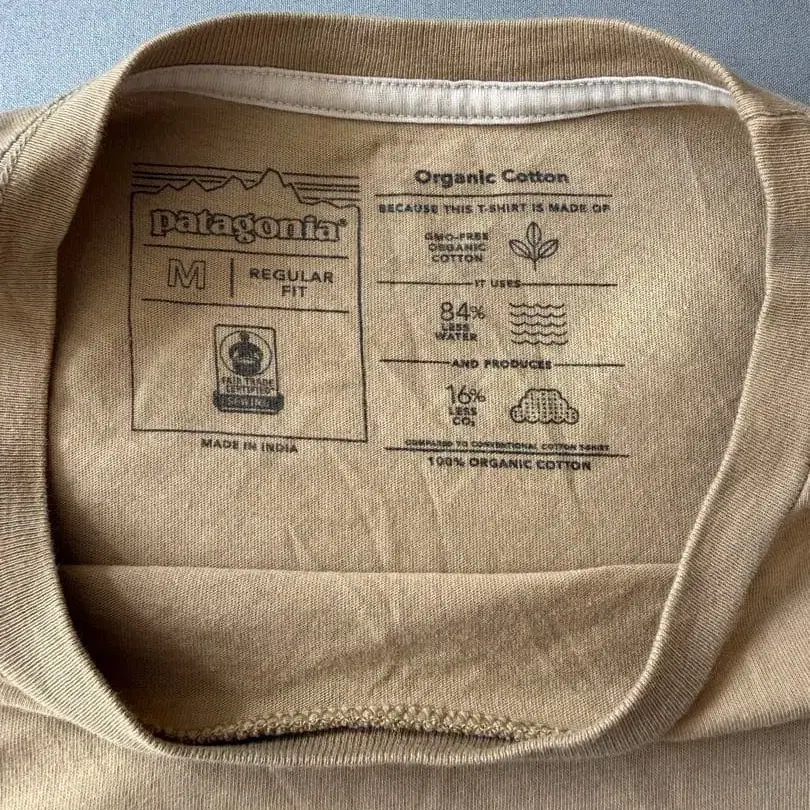 patagonia®
M
REGULAR
FIT
FAIR TRADE
CERTIFIED™
SEWING
MADE IN INDIA
Organic Cotton
BECAUSE THIS T-SHIRT IS MADE OF
GMO-FREE
ORGANIC
COTTON
IT USES
84%
LESS
WATER
AND PRODUCES
16%
LESS
CO₂
COMPARED TO CONVENTIONAL COTTON T-SHIRT
100% ORGANIC COTTON